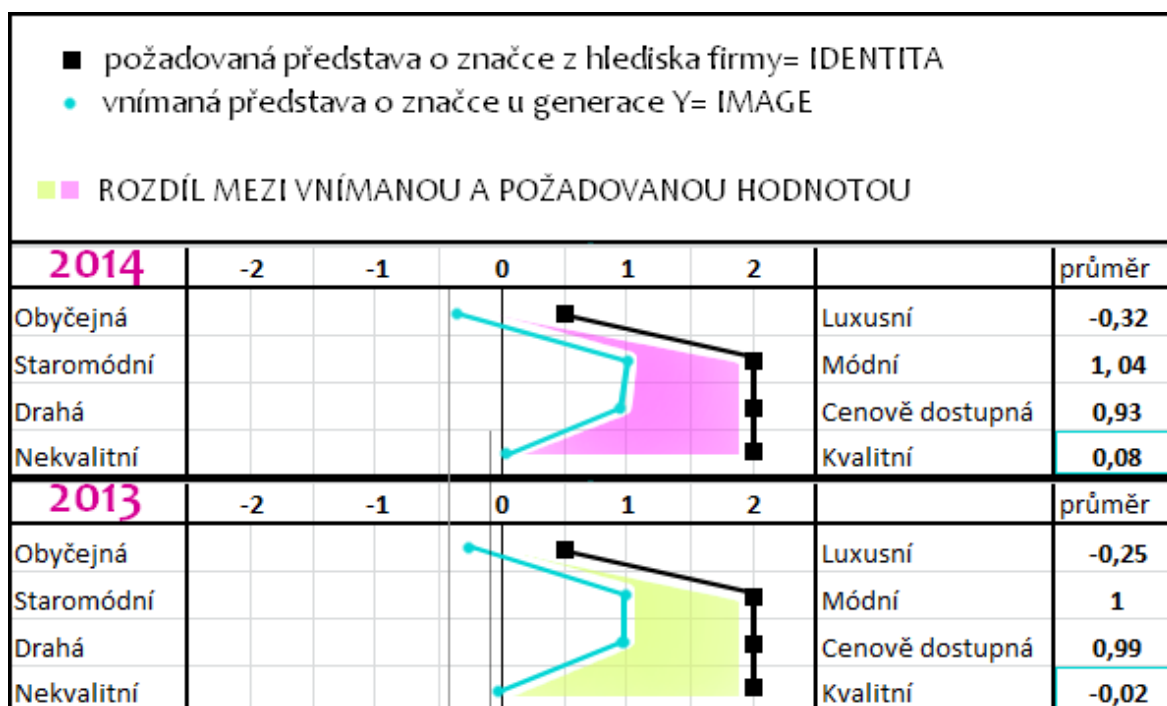 požadovaná představa o značce z hlediska firmy= IDENTITA
vnímaná představa o značce u generace Y= IMAGE
ROZDÍL MEZI VNÍMANOU A POŽADOVANOU HODNOTOU
2014 -2 -1 0 1 2 průměr
Obyčejná Luxusní -0,32
Staromódní Módní 1, 04
Drahá Cenově dostupná 0,93
Nekvalitní Kvalitní 0,08
2013 -2 -1 0 1 2 průměr
Obyčejná Luxusní -0,25
Staromódní Módní 1
Drahá Cenově dostupná 0,99
Nekvalitní Kvalitní -0,02